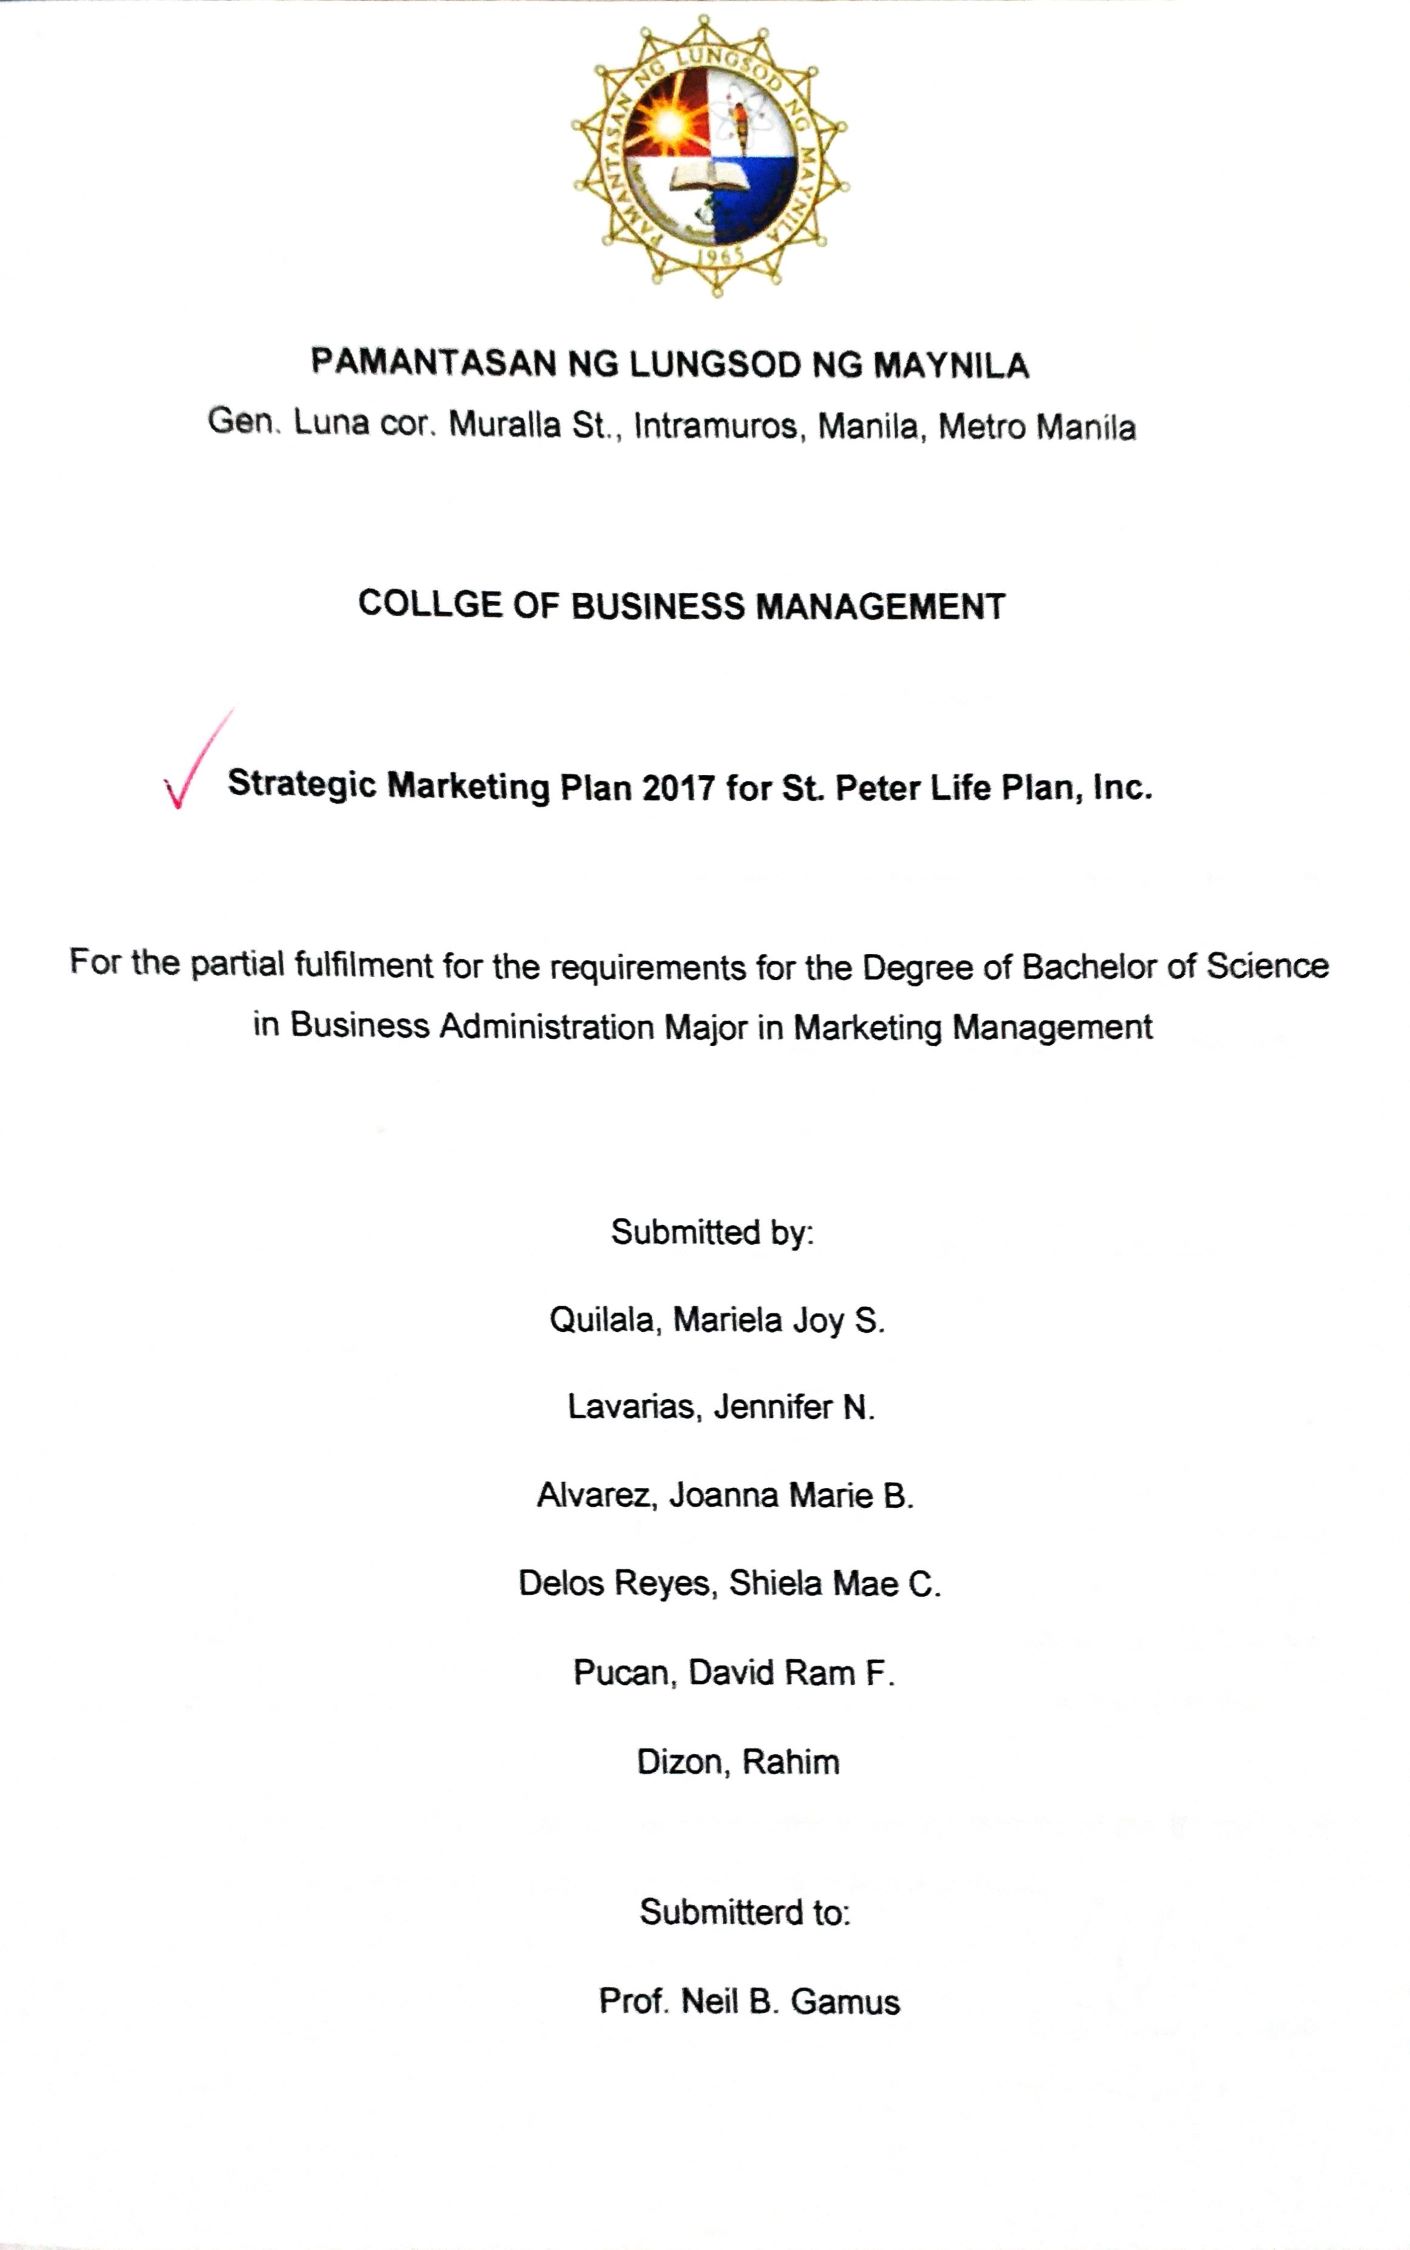 PAMANTASAN NG LUNGSOD NG MAYNILA
1965
PAMANTASAN NG LUNGSOD NG MAYNILA
Gen. Luna cor. Muralla St., Intramuros, Manila, Metro Manila
COLLGE OF BUSINESS MANAGEMENT
Strategic Marketing Plan 2017 for St. Peter Life Plan, Inc.
For the partial fulfilment for the requirements for the Degree of Bachelor of Science
in Business Administration Major in Marketing Management
Submitted by:
Quilala, Mariela Joy S.
Lavarias, Jennifer N.
Alvarez, Joanna Marie B.
Delos Reyes, Shiela Mae C.
Pucan, David Ram F.
Dizon, Rahim
Submitterd to:
Prof. Neil B. Gamus